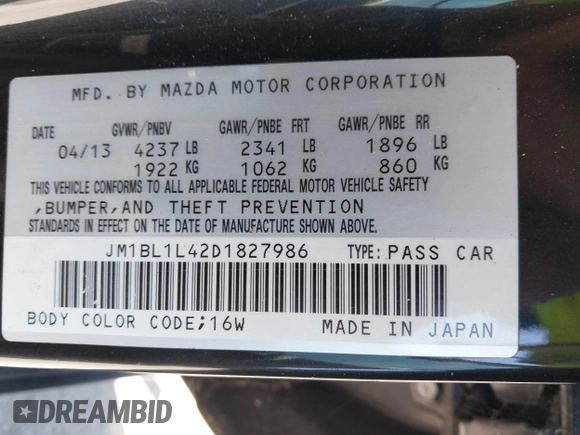 MFD. BY MAZDA MOTOR CORPORATION
DATE GVWR/PNBV GAWR/PNBE FRT GAWR/PNBE RR
04/13 4237 LB 2341 LB 1896 LB
1922 KG 1062 KG 860 KG
THIS VEHICLE CONFORMS TO ALL APPLICABLE FEDERAL MOTOR VEHICLE SAFETY
,BUMPER,AND THEFT PREVENTION
STANDARDS IN EFFECT ON THE DATE OF MANUFACTURE SHOWN ABOVE.
JM1BL1L42D1827986 TYPE: PASS CAR
BODY COLOR CODE;16W MADE IN JAPAN
DREAMBID